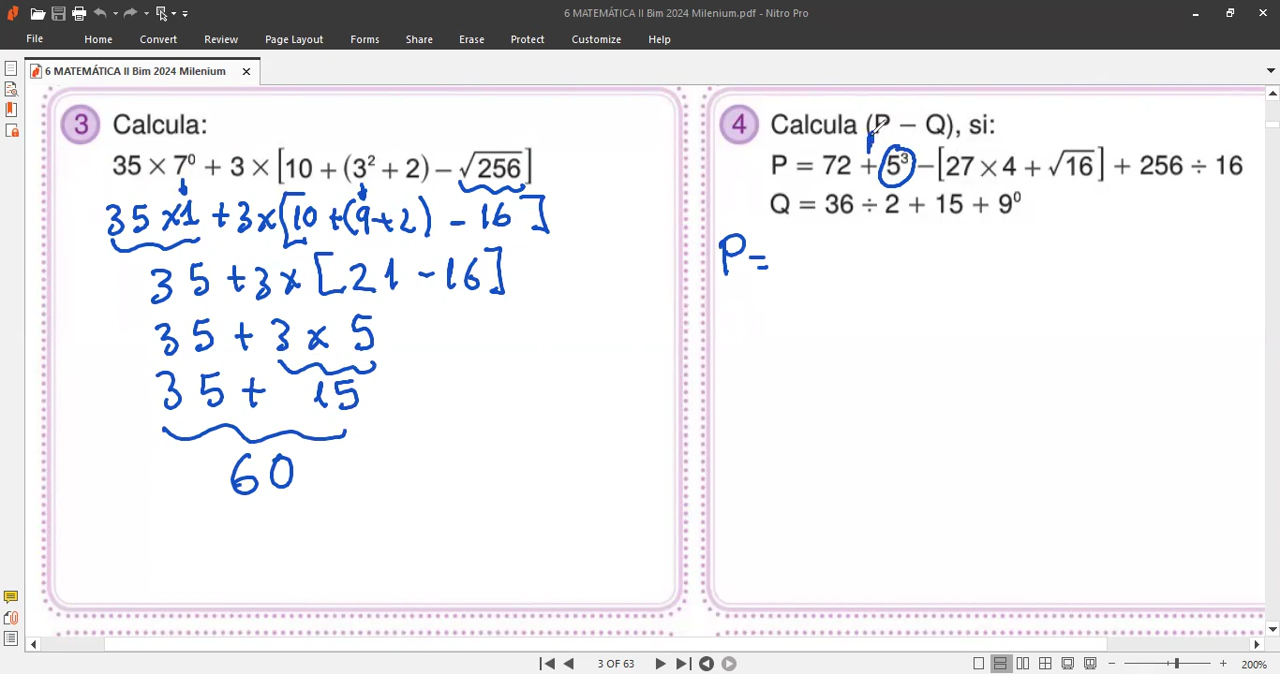 6 MATEMÁTICA II Bim 2024 Milenium.pdf - Nitro Pro
File Home Convert Review Page Layout Forms Share Erase Protect Customize Help
6 MATEMÁTICA II Bim 2024 Milenium
3 Calcula:
35 × 7⁰ + 3 × [10 + (3² + 2) − √256]
35 x1 + 3 x [10 + (9+2) - 16]
35 + 3 x [21 - 16]
35 + 3 x 5
35 + 15
60
4 Calcula (P − Q), si:
P = 72 + 5³ − [27 × 4 + √16] + 256 ÷ 16
Q = 36 ÷ 2 + 15 + 9⁰
P =
3 OF 63
200%